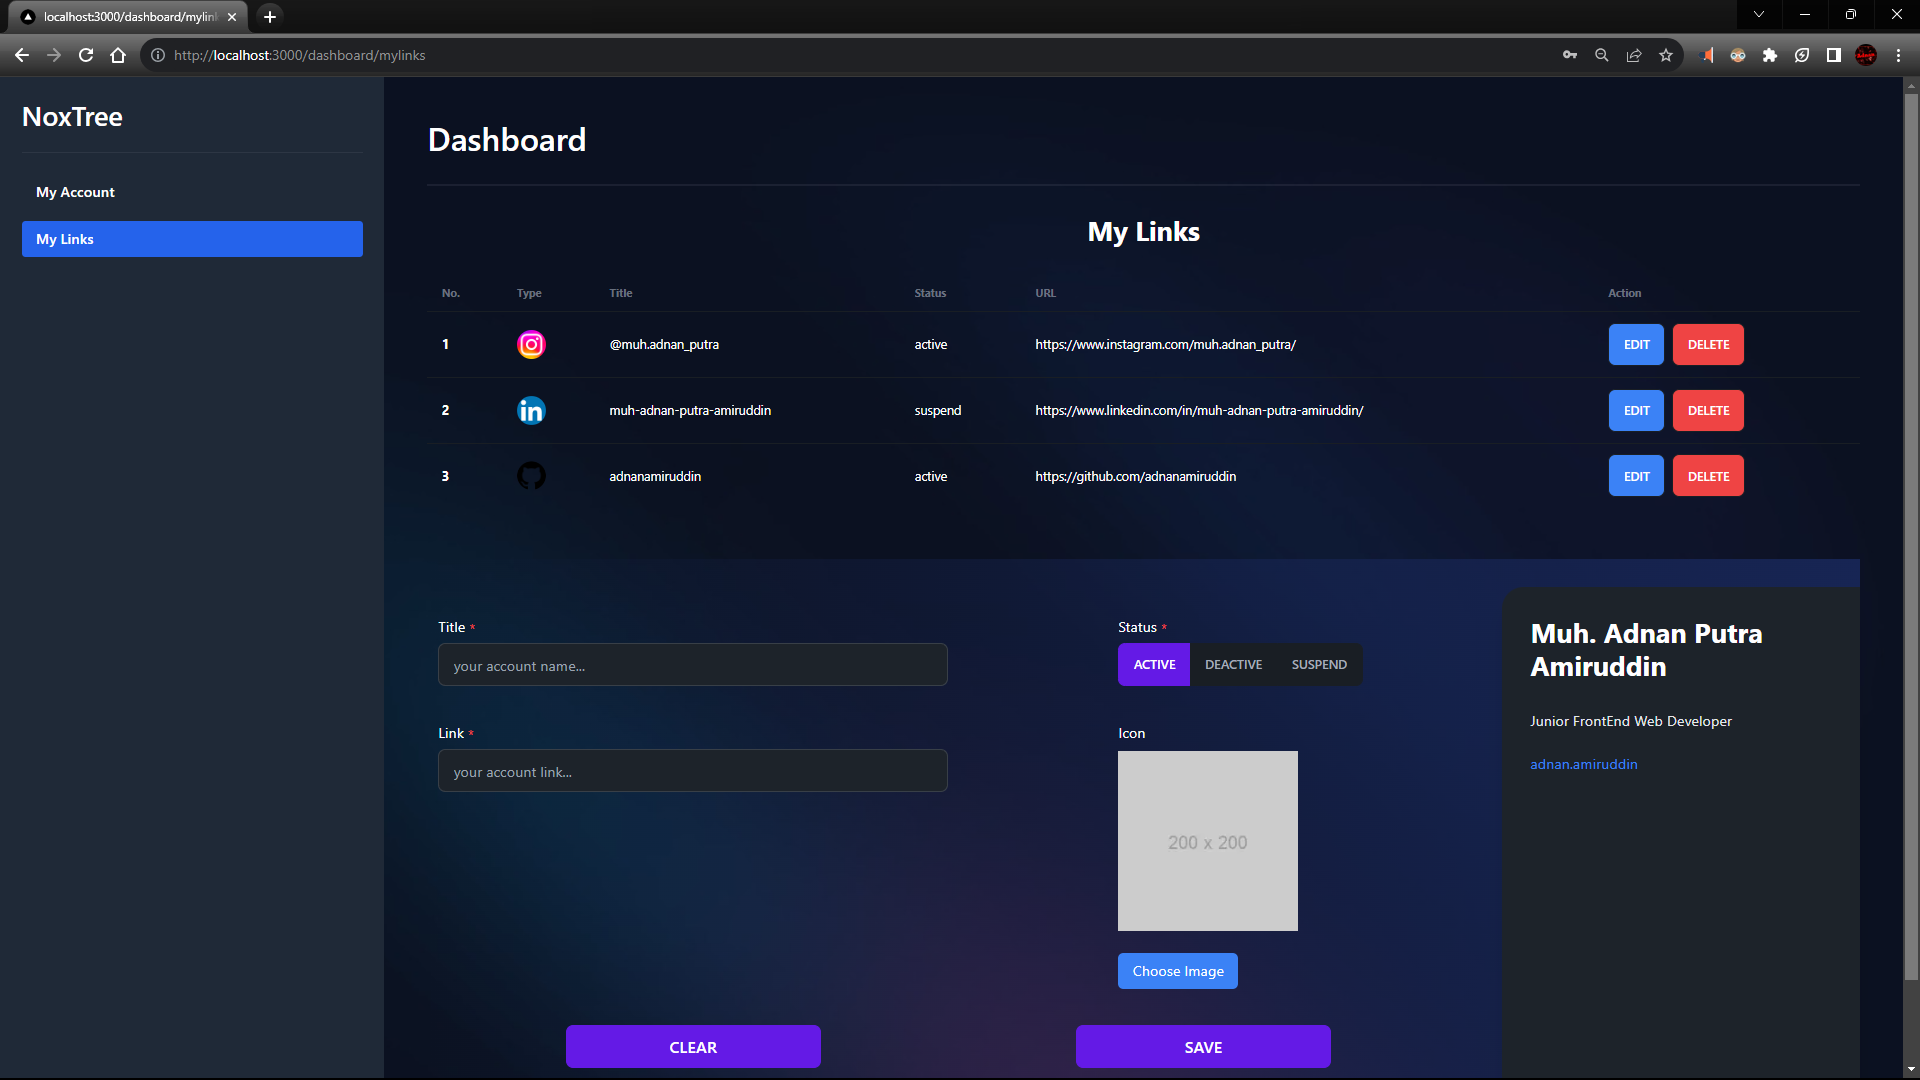 localhost:3000/dashboard/mylink
http://localhost:3000/dashboard/mylinks
NoxTree
My Account
My Links
Dashboard
My Links
No. Type Title Status URL Action
1 @muh.adnan_putra active https://www.instagram.com/muh.adnan_putra/ EDIT DELETE
2 in muh-adnan-putra-amiruddin suspend https://www.linkedin.com/in/muh-adnan-putra-amiruddin/ EDIT DELETE
3 adnanamiruddin active https://github.com/adnanamiruddin EDIT DELETE
Title *
your account name...
Link *
your account link...
Status *
ACTIVE DEACTIVE SUSPEND
Icon
200 x 200
Choose Image
CLEAR
SAVE
Muh. Adnan Putra
Amiruddin
Junior FrontEnd Web Developer
adnan.amiruddin